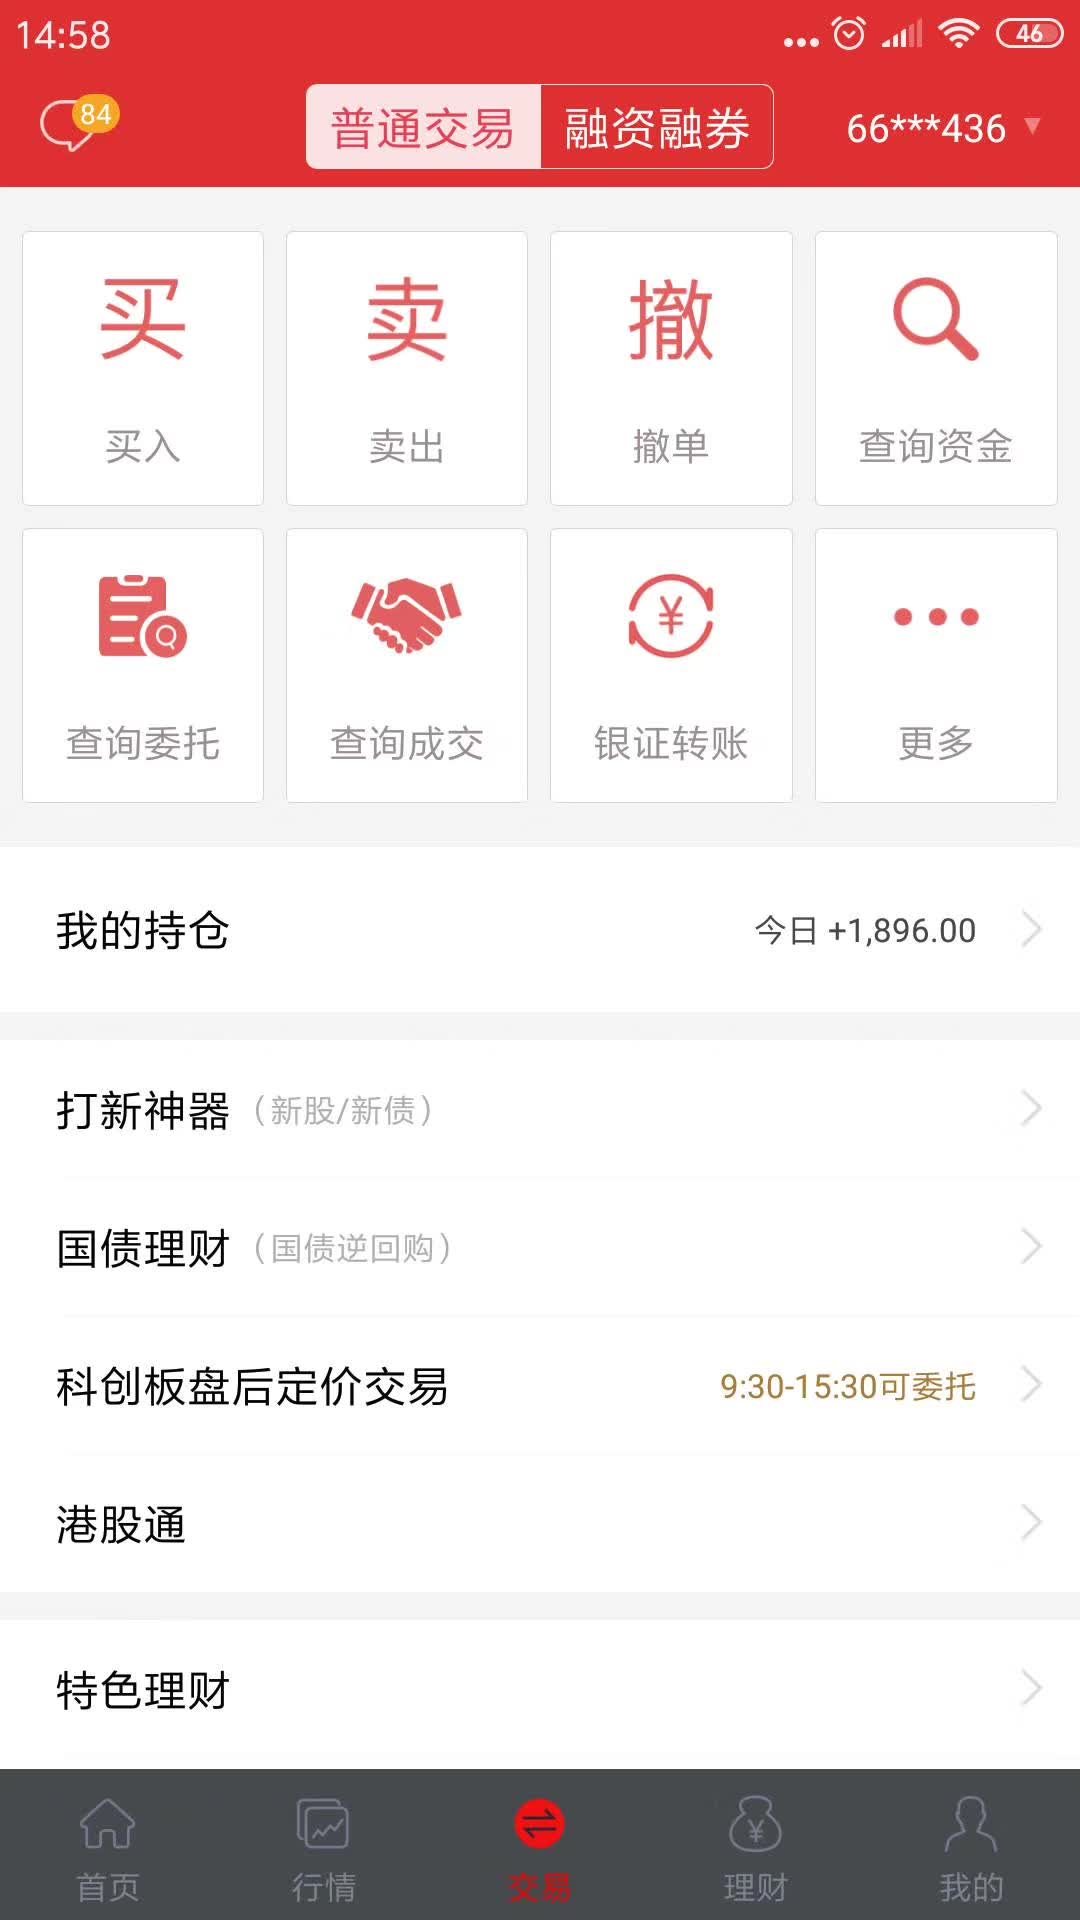 14:58 46
84 普通交易 融资融券 66***436
买 卖 撤
买入 卖出 撤单 查询资金
¥
查询委托 查询成交 银证转账 更多
我的持仓 今日 +1,896.00
打新神器（新股/新债）
国债理财（国债逆回购）
科创板盘后定价交易 9:30-15:30可委托
港股通
特色理财
¥
首页 行情 交易 理财 我的